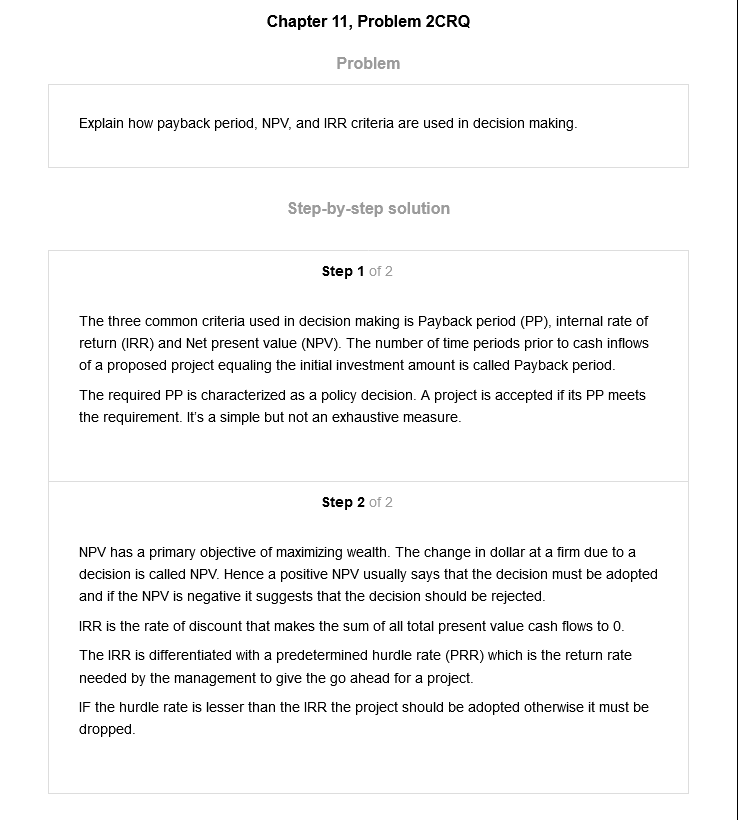 Chapter 11, Problem 2CRQ
Problem
Explain how payback period, NPV, and IRR criteria are used in decision making.
Step-by-step solution
Step 1 of 2
The three common criteria used in decision making is Payback period (PP), internal rate of
return (IRR) and Net present value (NPV). The number of time periods prior to cash inflows
of a proposed project equaling the initial investment amount is called Payback period.
The required PP is characterized as a policy decision. A project is accepted if its PP meets
the requirement. It's a simple but not an exhaustive measure.
Step 2 of 2
NPV has a primary objective of maximizing wealth. The change in dollar at a firm due to a
decision is called NPV. Hence a positive NPV usually says that the decision must be adopted
and if the NPV is negative it suggests that the decision should be rejected.
IRR is the rate of discount that makes the sum of all total present value cash flows to 0.
The IRR is differentiated with a predetermined hurdle rate (PRR) which is the return rate
needed by the management to give the go ahead for a project.
IF the hurdle rate is lesser than the IRR the project should be adopted otherwise it must be
dropped.